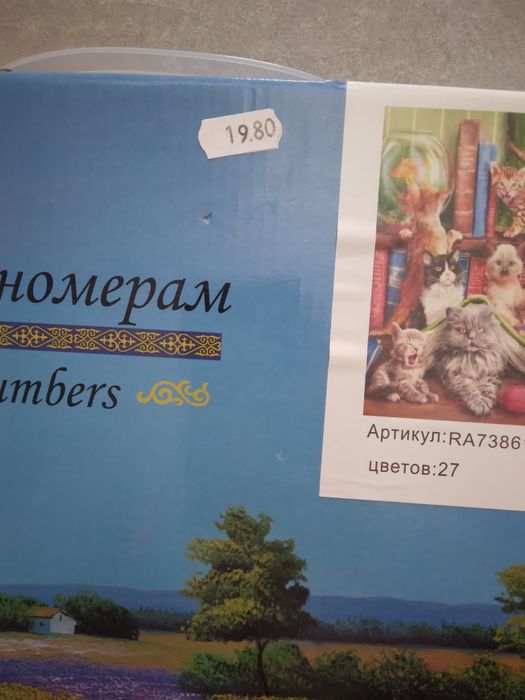 19.80
номерам
umbers
Артикул:RA7386
цветов:27